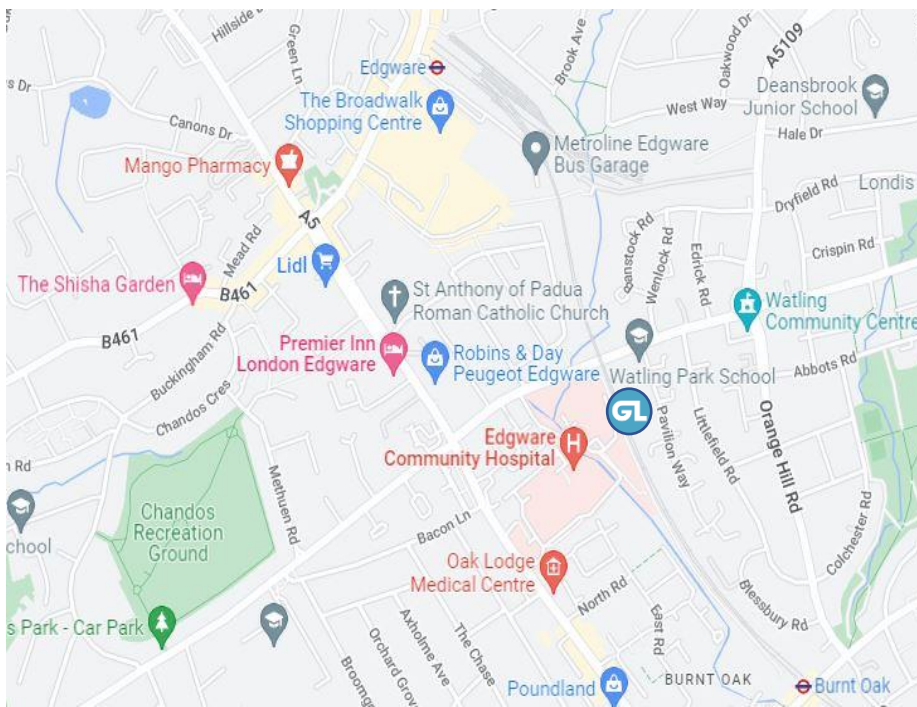 Hillside
Green Ln
Edgware
Brook Ave
Oakwood Dr
A5109
The Broadwalk
Shopping Centre
West Way
Deansbrook
Junior School
Hale Dr
s Dr
Canons Dr
Mango Pharmacy
Metroline Edgware
Bus Garage
A5
Dryfield Rd
Londis
Mead Rd
Lidl
Wenlock Rd
Edrick Rd
Crispin Rd
The Shisha Garden
B461
St Anthony of Padua
Roman Catholic Church
Watling
Community Centre
B461
Buckingham Rd
Premier Inn
London Edgware
Robins & Day
Peugeot Edgware
Watling Park School
Abbots Rd
Chandos Cres
GL
Pavilion Way
Littlefield Rd
Orange Hill Rd
Edgware
Community Hospital
H
n Rd
Methuen Rd
Chandos
Recreation
Ground
chool
Bacon Ln
Colchester Rd
Oak Lodge
Medical Centre
North Rd
Blessbury Rd
s Park - Car Park
Axholme Ave
The Chase
East Rd
Orchard Grov
Broomg
BURNT OAK
Poundland
Burnt Oak